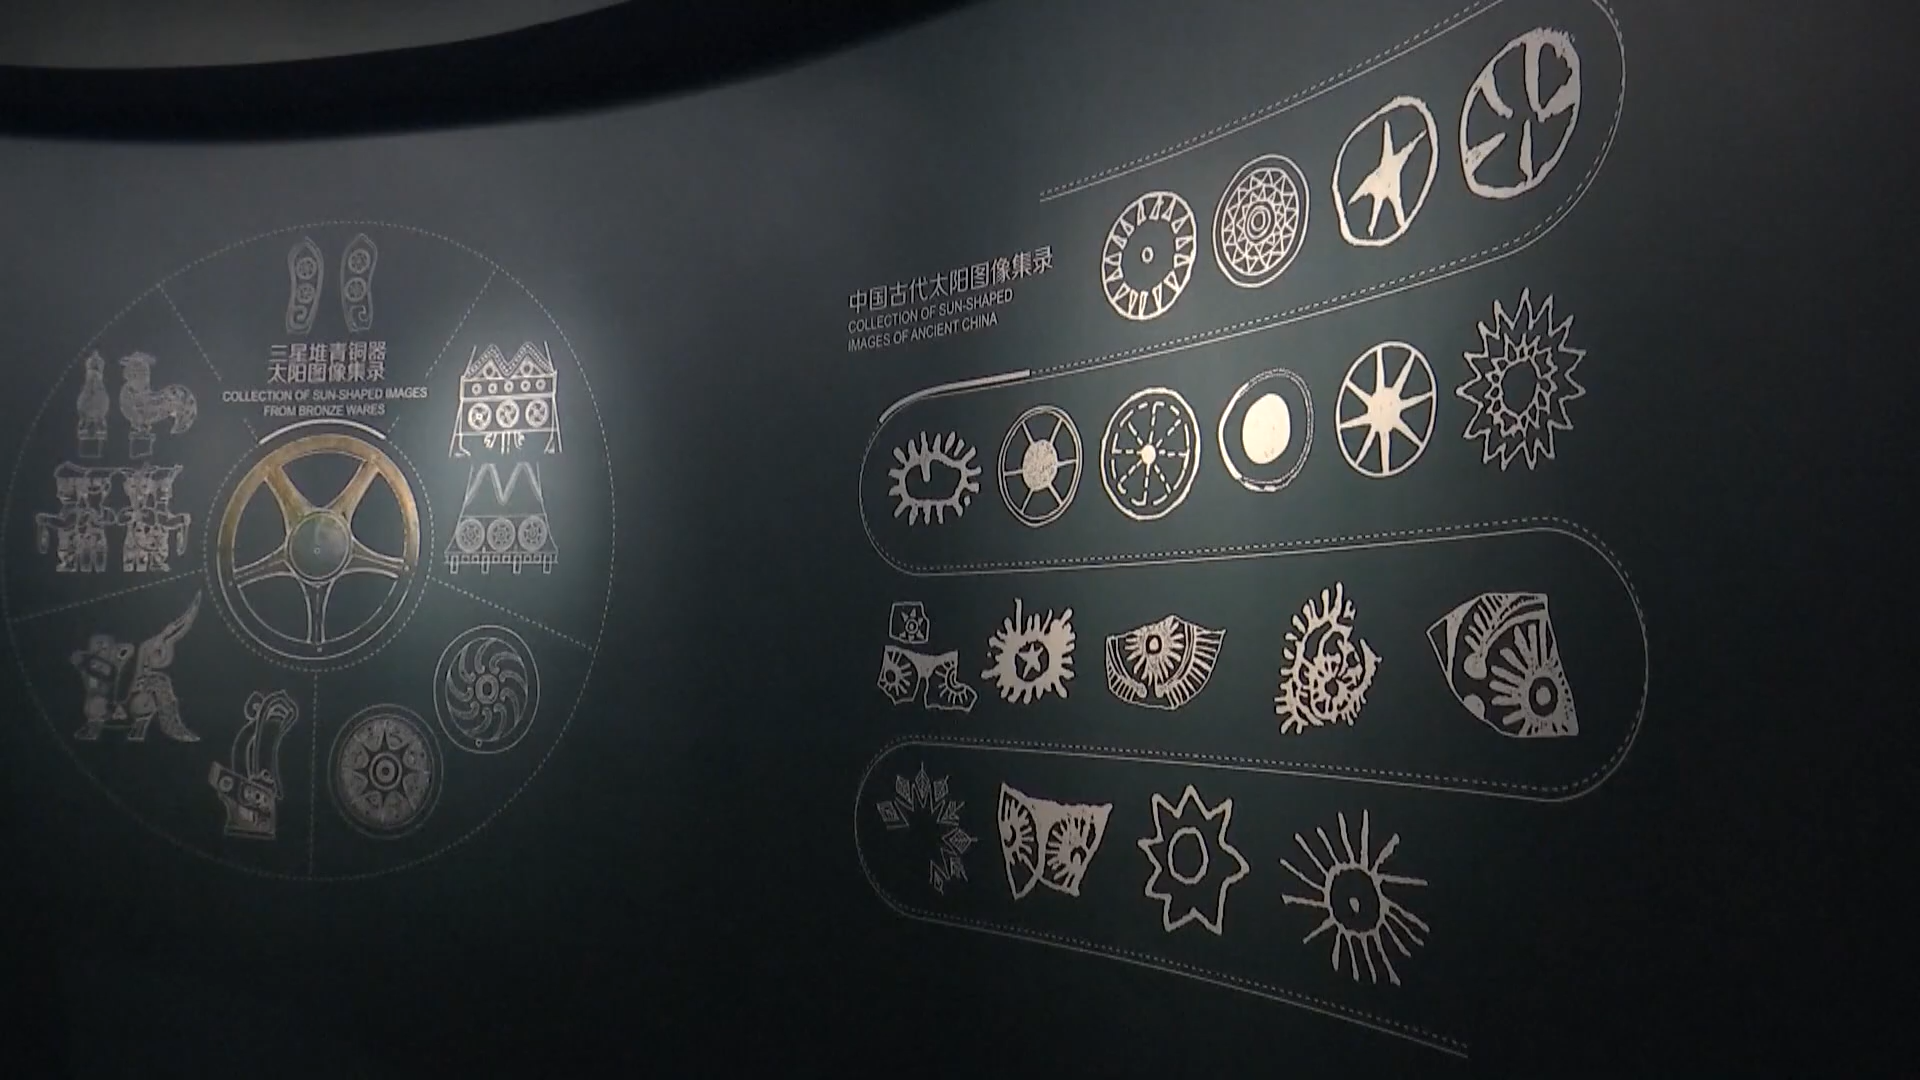 三星堆青铜器
太阳图像集录
COLLECTION OF SUN-SHAPED IMAGES
FROM BRONZE WARES
中国古代太阳图像集录
COLLECTION OF SUN-SHAPED
IMAGES OF ANCIENT CHINA